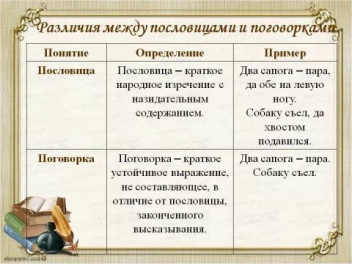 Различия между пословицами и поговорками
Понятие Определение Пример
Пословица
Пословица – краткое
народное изречение с
назидательным
содержанием.
Два сапога – пара,
да обе на левую
ногу.
Собаку съел, да
хвостом
подавился.
Поговорка
Поговорка – краткое
устойчивое выражение,
не составляющее, в
отличие от пословицы,
законченного
высказывания.
Два сапога – пара.
Собаку съел.